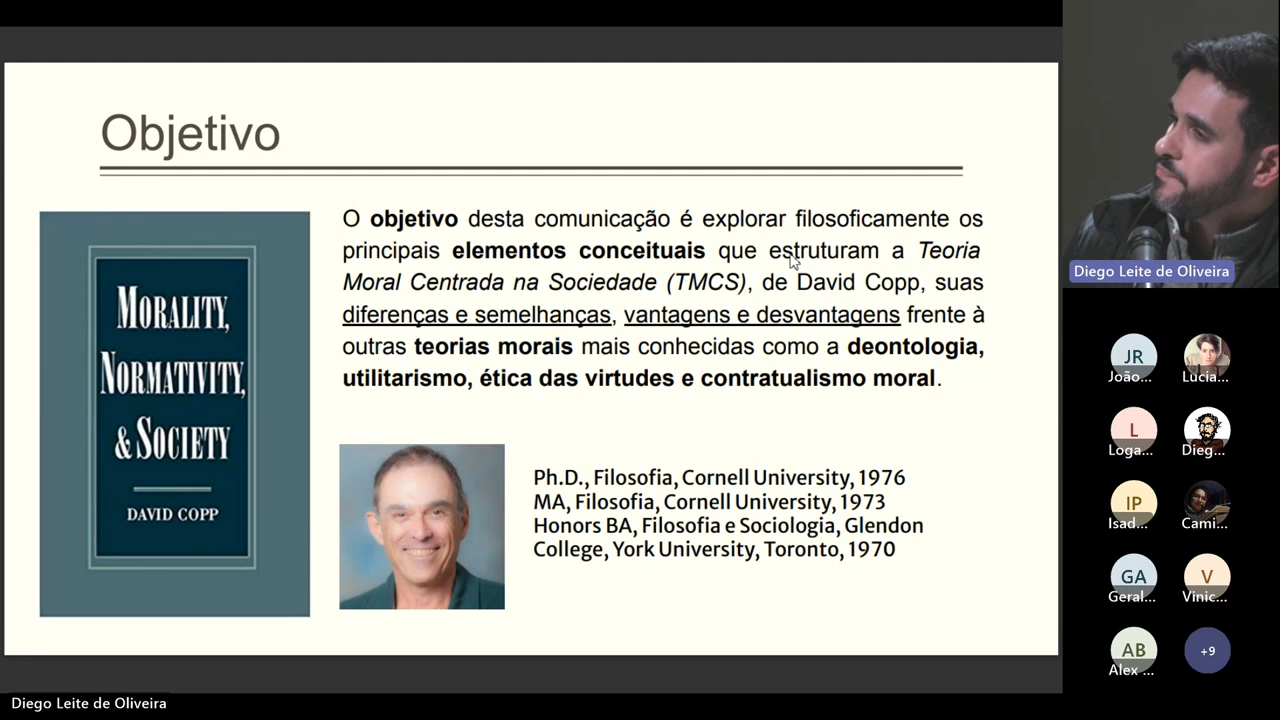 Objetivo
MORALITY,
NORMATIVITY,
& SOCIETY
DAVID COPP
O objetivo desta comunicação é explorar filosoficamente os
principais elementos conceituais que estruturam a Teoria
Moral Centrada na Sociedade (TMCS), de David Copp, suas
diferenças e semelhanças, vantagens e desvantagens frente à
outras teorias morais mais conhecidas como a deontologia,
utilitarismo, ética das virtudes e contratualismo moral.
Ph.D., Filosofia, Cornell University, 1976
MA, Filosofia, Cornell University, 1973
Honors BA, Filosofia e Sociologia, Glendon
College, York University, Toronto, 1970
Diego Leite de Oliveira
JR
João...
Lucia...
L
Loga...
Dieg...
IP
Isad...
Cami...
GA
Geral...
V
Vinic...
AB
Alex ...
+9
Diego Leite de Oliveira